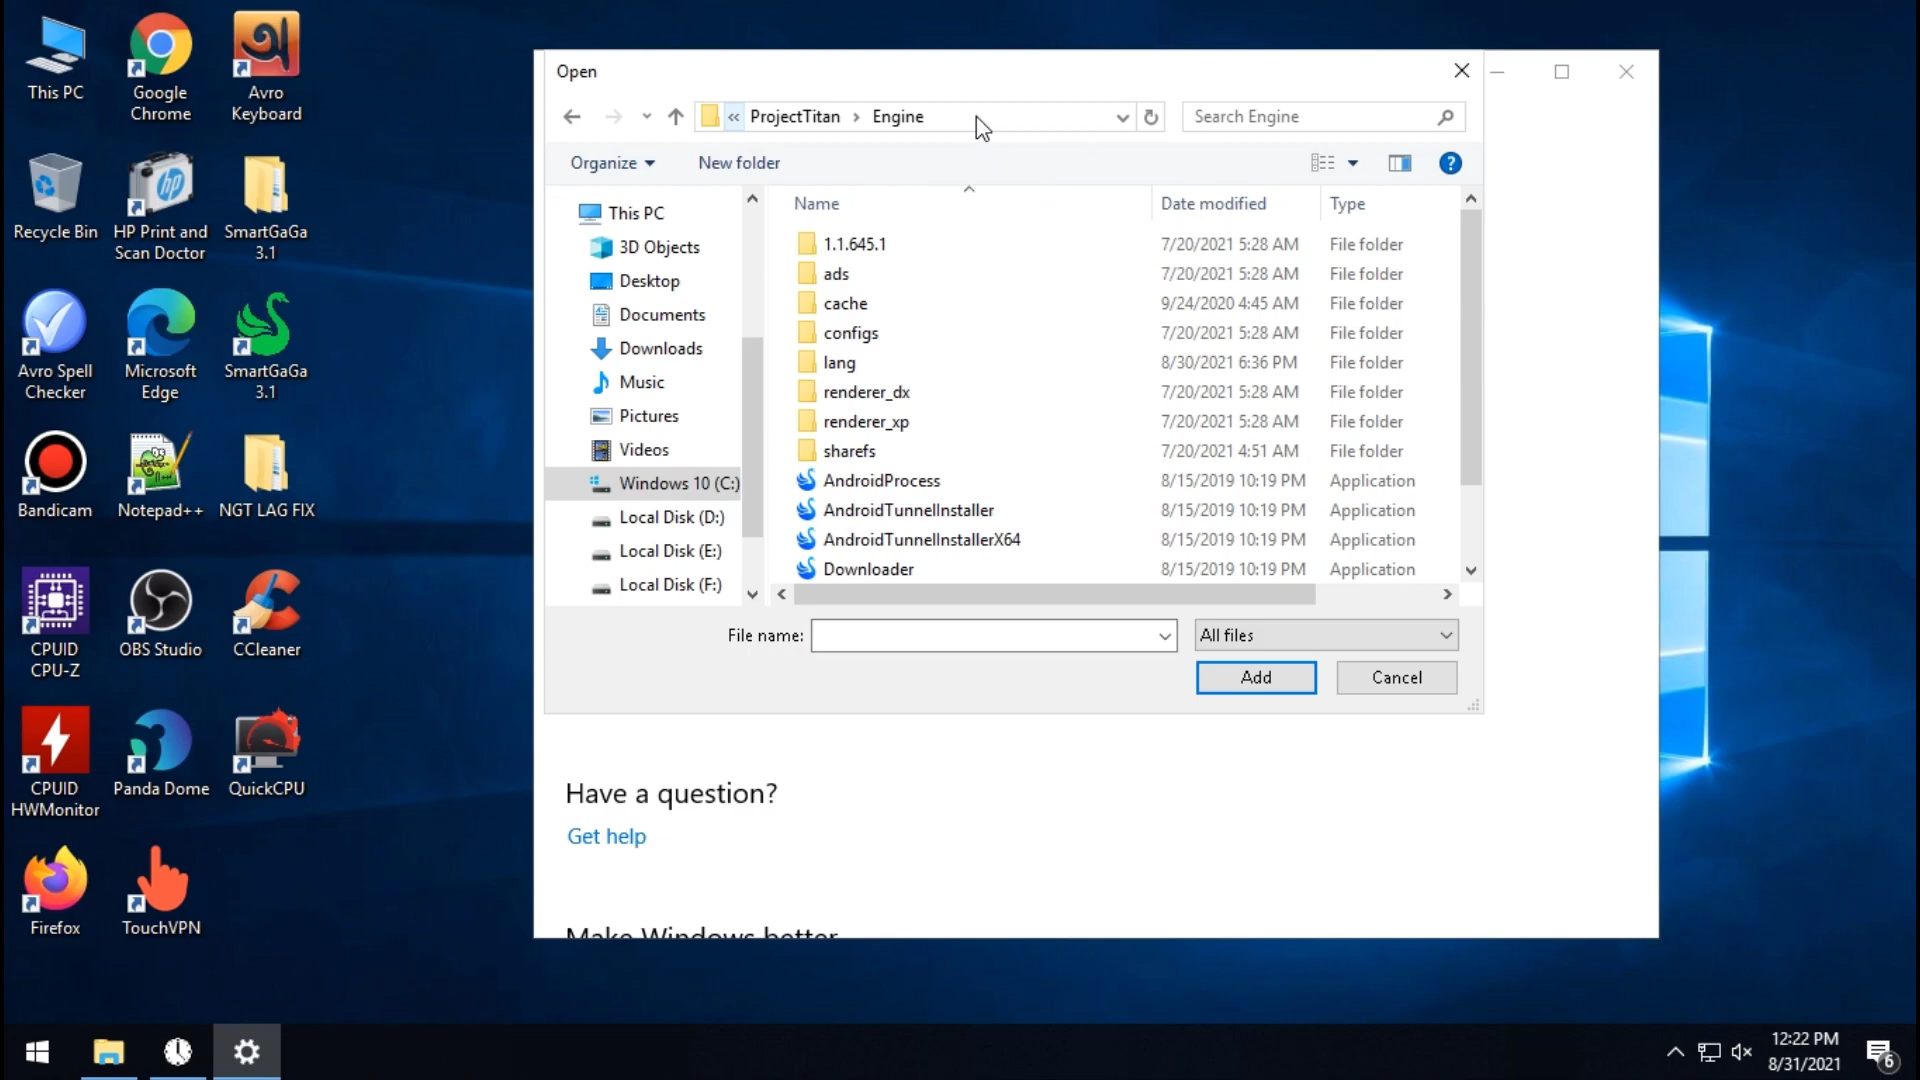 This PC
Google
Chrome
Avro
Keyboard
Recycle Bin
HP Print and
Scan Doctor
SmartGaGa
3.1
Avro Spell
Checker
Microsoft
Edge
SmartGaGa
3.1
Bandicam
Notepad++
NGT LAG FIX
CPUID
CPU-Z
OBS Studio
CCleaner
CPUID
HWMonitor
Panda Dome
QuickCPU
Firefox
TouchVPN
Open
« ProjectTitan > Engine
Search Engine
Organize
New folder
This PC
3D Objects
Desktop
Documents
Downloads
Music
Pictures
Videos
Windows 10 (C:)
Local Disk (D:)
Local Disk (E:)
Local Disk (F:)
Name Date modified Type
1.1.645.1 7/20/2021 5:28 AM File folder
ads 7/20/2021 5:28 AM File folder
cache 9/24/2020 4:45 AM File folder
configs 7/20/2021 5:28 AM File folder
lang 8/30/2021 6:36 PM File folder
renderer_dx 7/20/2021 5:28 AM File folder
renderer_xp 7/20/2021 5:28 AM File folder
sharefs 7/20/2021 4:51 AM File folder
AndroidProcess 8/15/2019 10:19 PM Application
AndroidTunnelInstaller 8/15/2019 10:19 PM Application
AndroidTunnelInstallerX64 8/15/2019 10:19 PM Application
Downloader 8/15/2019 10:19 PM Application
File name:
All files
Add
Cancel
Have a question?
Get help
Make Windows better
12:22 PM
8/31/2021
6